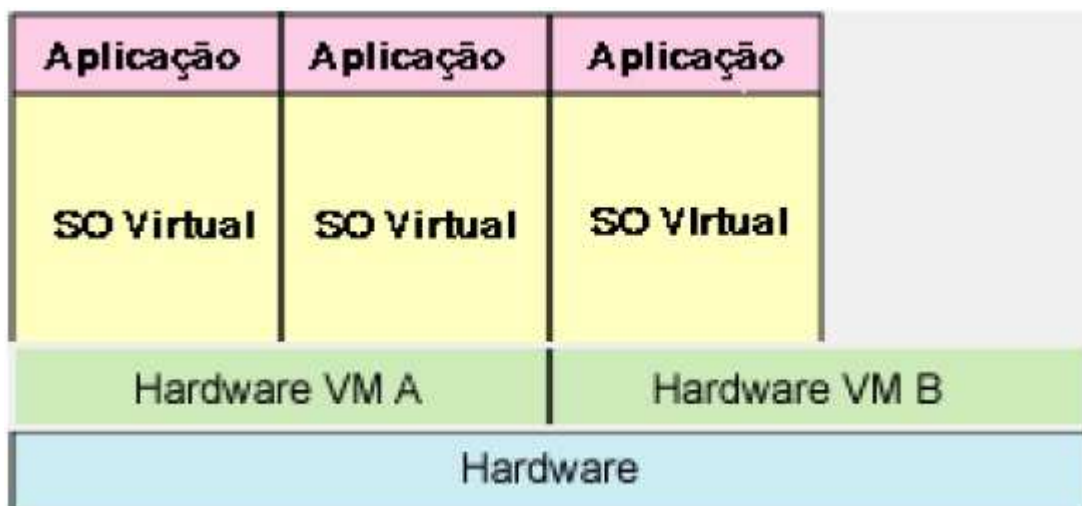 Aplicação Aplicação Aplicação
SO Virtual SO Virtual SO Virtual
Hardware VM A Hardware VM B
Hardware